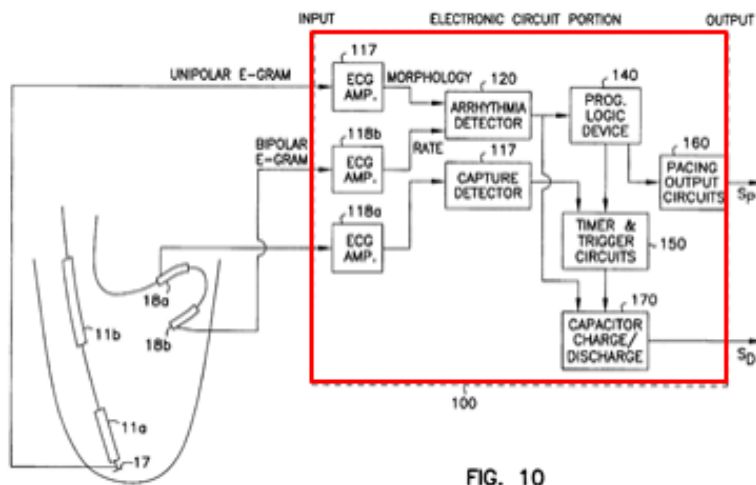 INPUT ELECTRONIC CIRCUIT PORTION OUTPUT
117
UNIPOLAR E-GRAM
ECG
AMP.
MORPHOLOGY
120
ARRHYTHMIA
DETECTOR
140
PROG.
LOGIC
DEVICE
BIPOLAR
E-GRAM
118b
ECG
AMP.
RATE
117
CAPTURE
DETECTOR
160
PACING
OUTPUT
CIRCUITS
SP
118a
ECG
AMP.
TIMER &
TRIGGER
CIRCUITS
150
18a
18b
11b
170
CAPACITOR
CHARGE/
DISCHARGE
SD
100
11a
17
FIG. 10